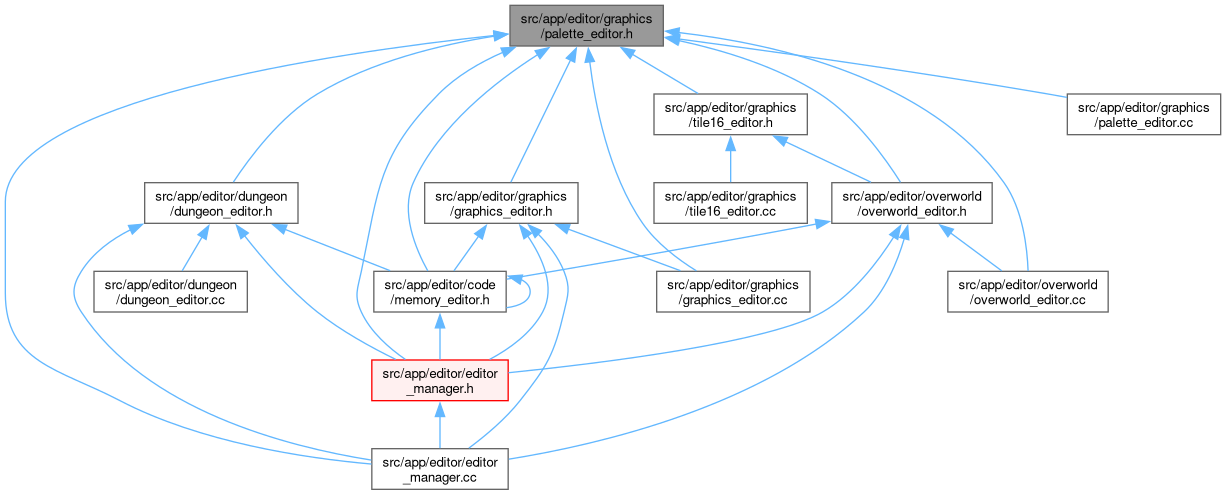 src/app/editor/graphics
/palette_editor.h
src/app/editor/graphics
/tile16_editor.h
src/app/editor/graphics
/palette_editor.cc
src/app/editor/dungeon
/dungeon_editor.h
src/app/editor/graphics
/graphics_editor.h
src/app/editor/graphics
/tile16_editor.cc
src/app/editor/overworld
/overworld_editor.h
src/app/editor/dungeon
/dungeon_editor.cc
src/app/editor/code
/memory_editor.h
src/app/editor/graphics
/graphics_editor.cc
src/app/editor/overworld
/overworld_editor.cc
src/app/editor/editor
_manager.h
src/app/editor/editor
_manager.cc